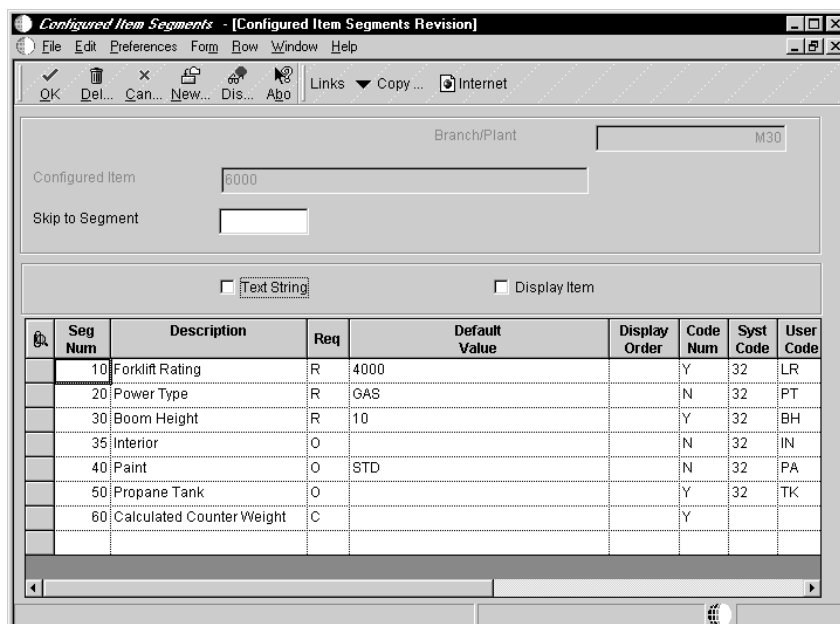 Configured Item Segments - [Configured Item Segments Revision]
File Edit Preferences Form Row Window Help
OK Del... Can... New... Dis... Abo Links Copy ... Internet
Branch/Plant M30
Configured Item 6000
Skip to Segment
Text String Display Item
Seg Num Description Req Default Value Display Order Code Num Syst Code User Code
10 Forklift Rating R 4000 Y 32 LR
20 Power Type R GAS N 32 PT
30 Boom Height R 10 Y 32 BH
35 Interior O N 32 IN
40 Paint O STD N 32 PA
50 Propane Tank O Y 32 TK
60 Calculated Counter Weight C Y